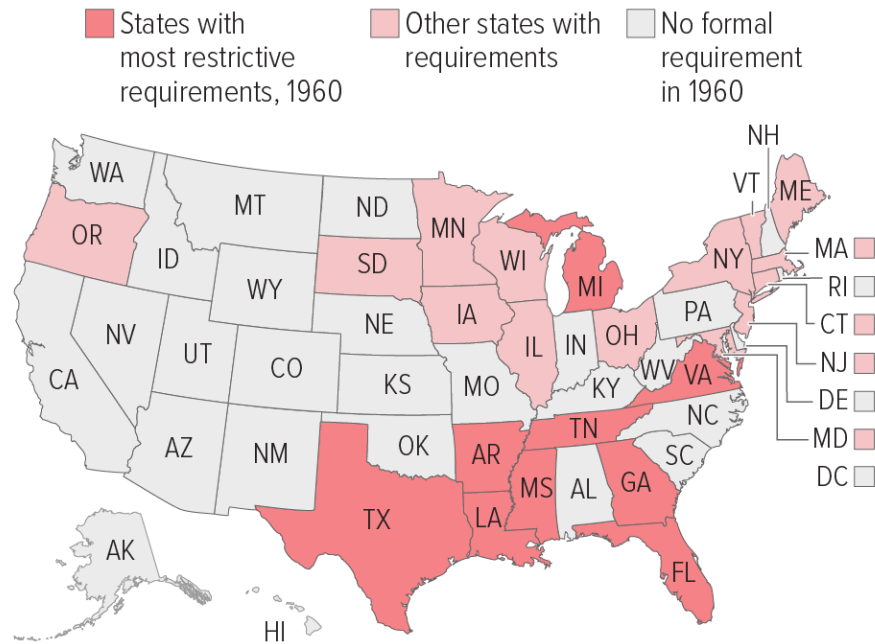 States with
most restrictive
requirements, 1960
Other states with
requirements
No formal
requirement
in 1960
NH
VT
ME
WA
MT
ND
MN
OR
ID
SD
WI
NY
MA
WY
MI
RI
IA
PA
CT
NE
NV
IL
IN
OH
NJ
UT
CO
CA
KS
MO
WV
VA
KY
DE
NC
TN
MD
AZ
NM
OK
AR
SC
DC
MS
AL
GA
TX
LA
AK
FL
HI